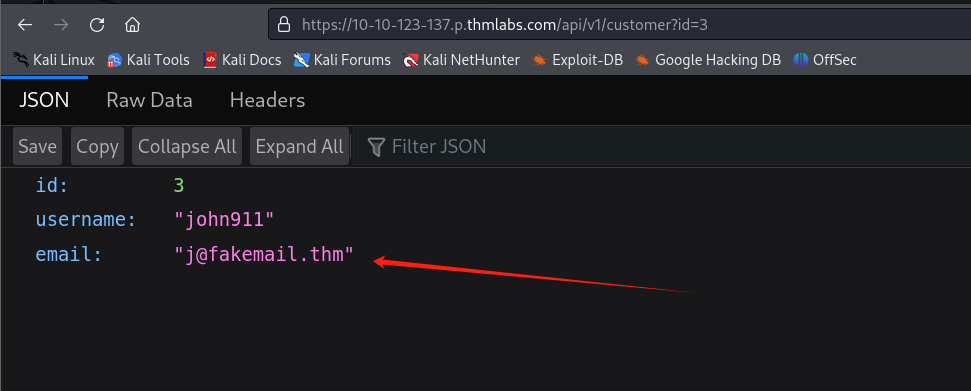 https://10-10-123-137.p.thmlabs.com/api/v1/customer?id=3
Kali Linux Kali Tools Kali Docs Kali Forums Kali NetHunter Exploit-DB Google Hacking DB OffSec
JSON Raw Data Headers
Save Copy Collapse All Expand All Filter JSON
id: 3
username: "john911"
email: "j@fakemail.thm"